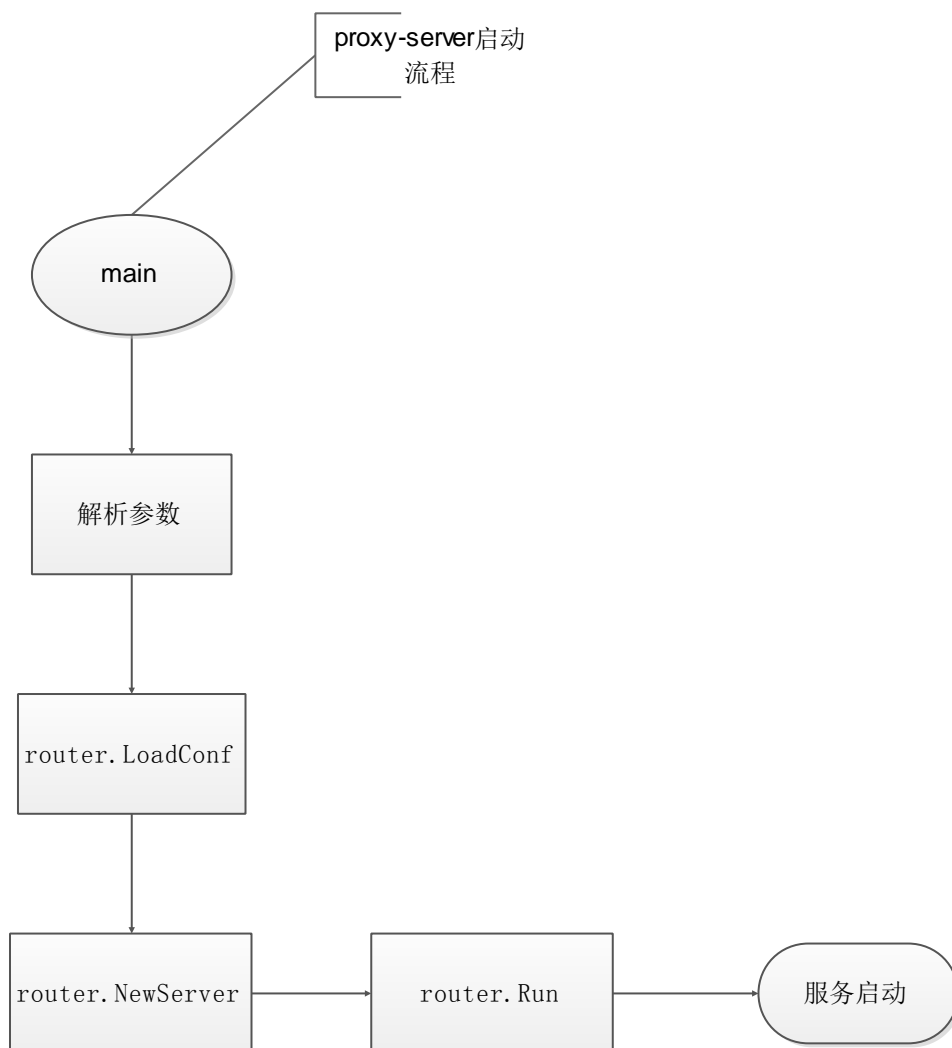 proxy-server启动
流程
main
解析参数
router.LoadConf
router.NewServer
router.Run
服务启动